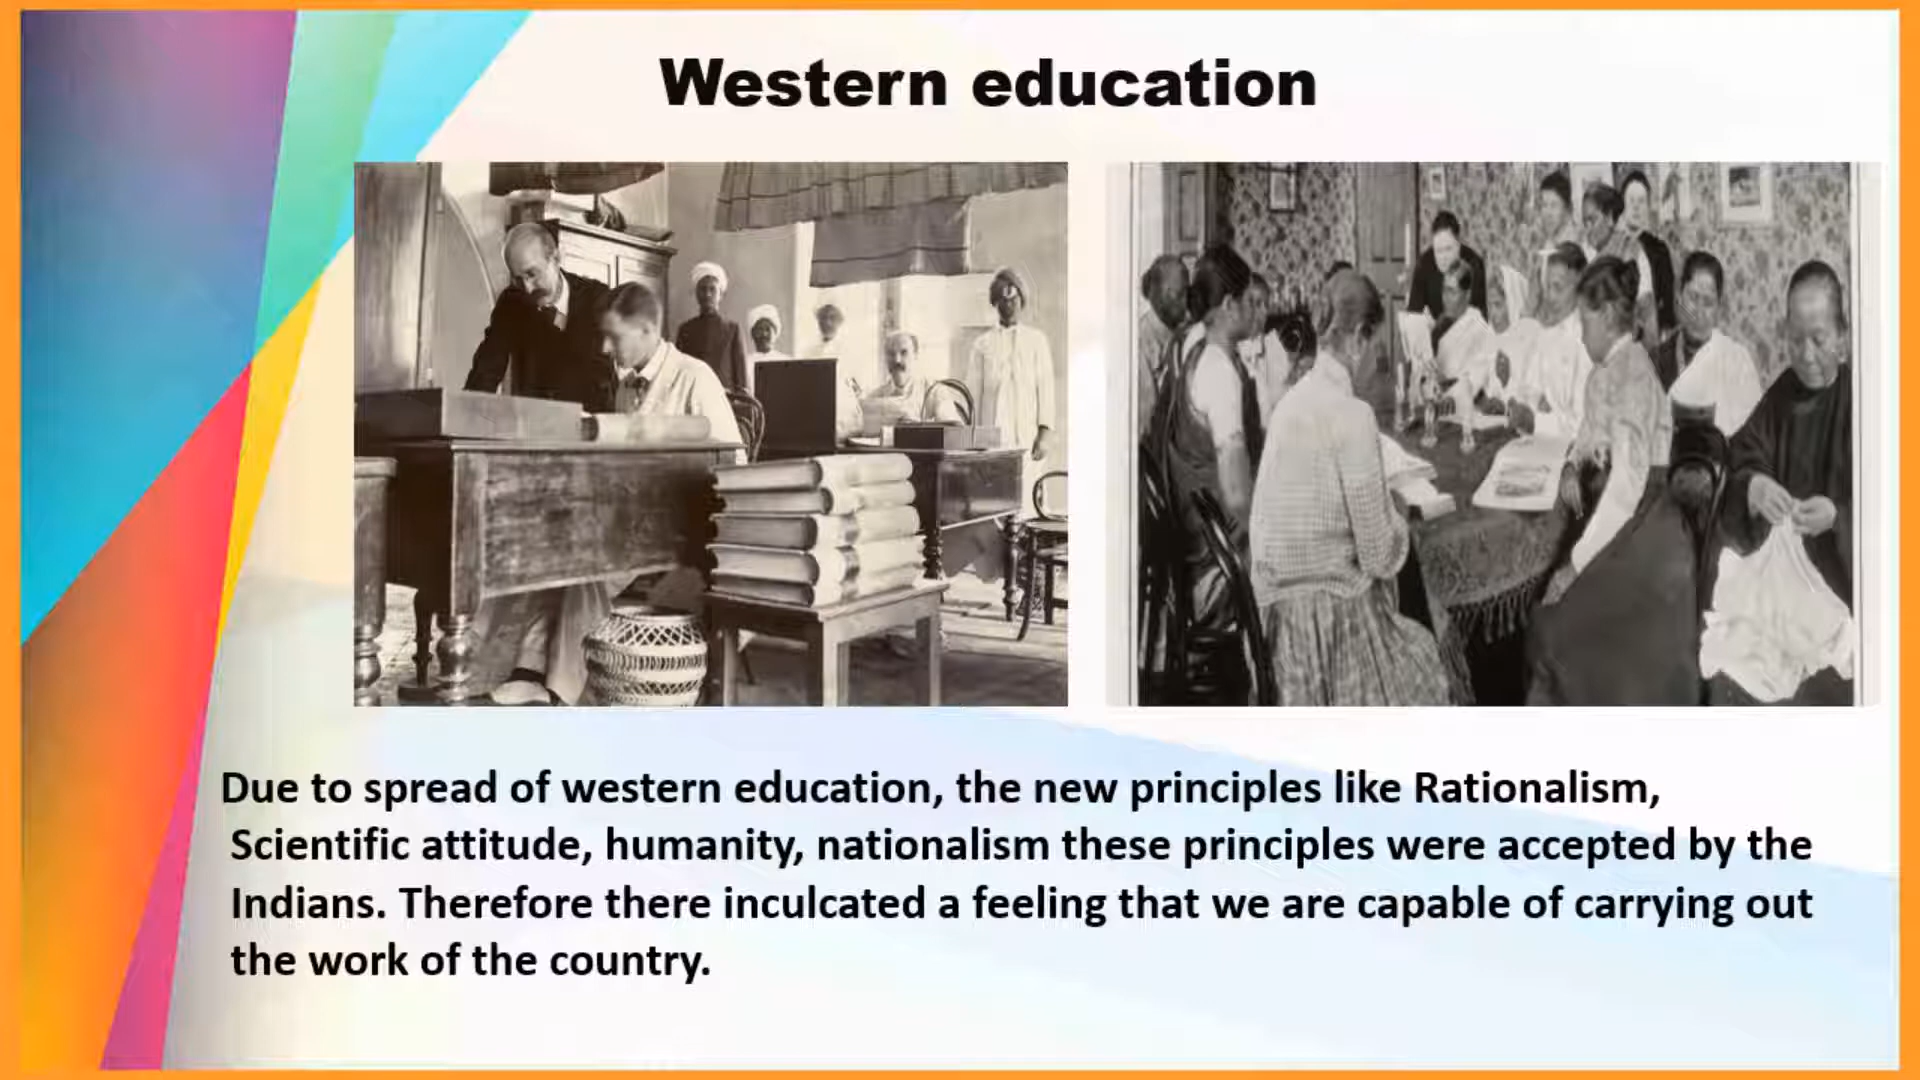 Western education
Due to spread of western education, the new principles like Rationalism,
Scientific attitude, humanity, nationalism these principles were accepted by the
Indians. Therefore there inculcated a feeling that we are capable of carrying out
the work of the country.